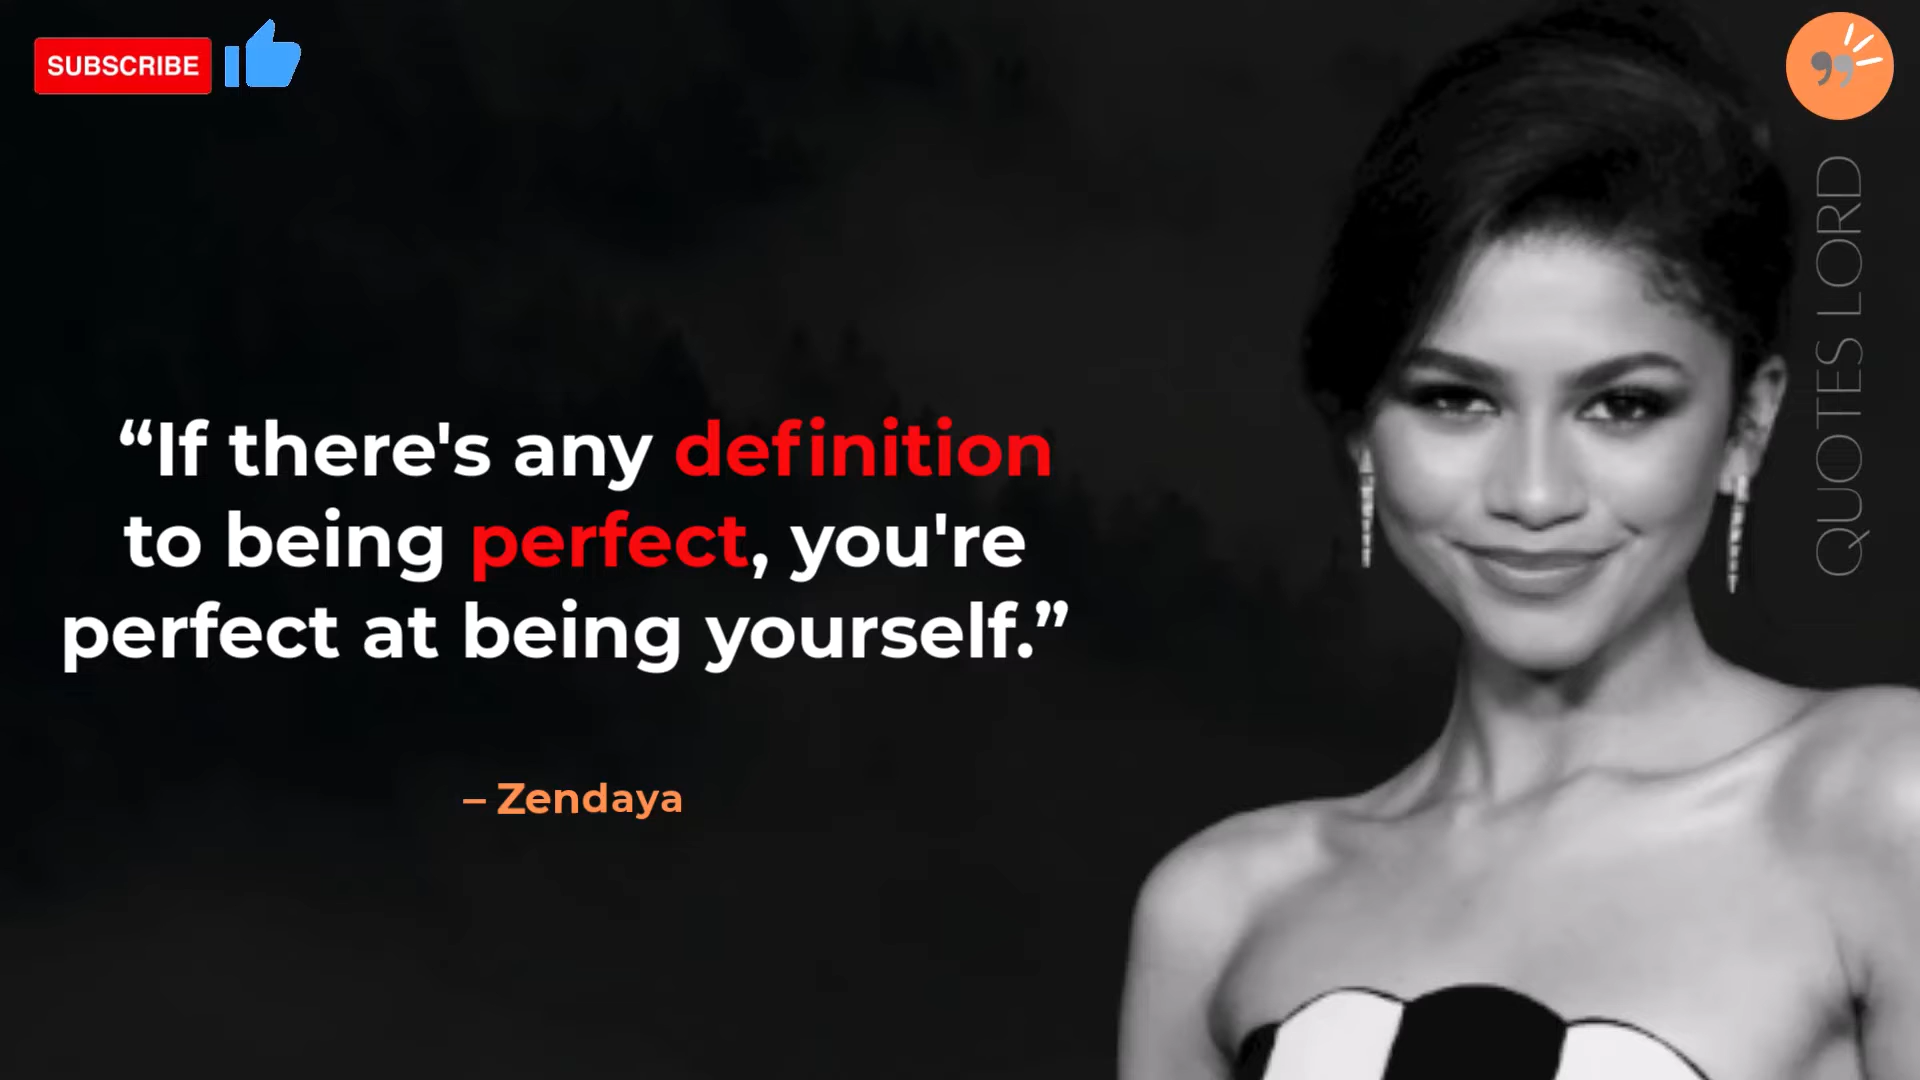 SUBSCRIBE
“If there's any definition
to being perfect, you're
perfect at being yourself.”
– Zendaya
QUOTES LORD